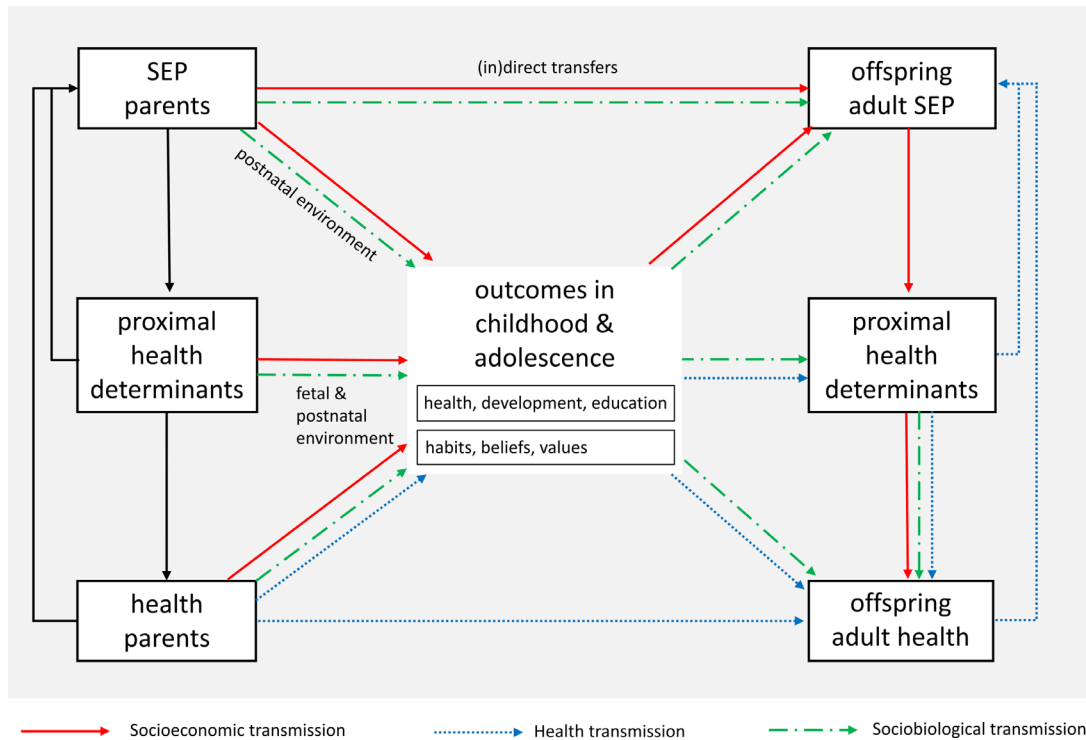 SEP
parents
(in)direct transfers
offspring
adult SEP
postnatal environment
proximal
health
determinants
fetal &
postnatal
environment
outcomes in
childhood &
adolescence
health, development, education
habits, beliefs, values
proximal
health
determinants
health
parents
offspring
adult health
Socioeconomic transmission
Health transmission
Sociobiological transmission